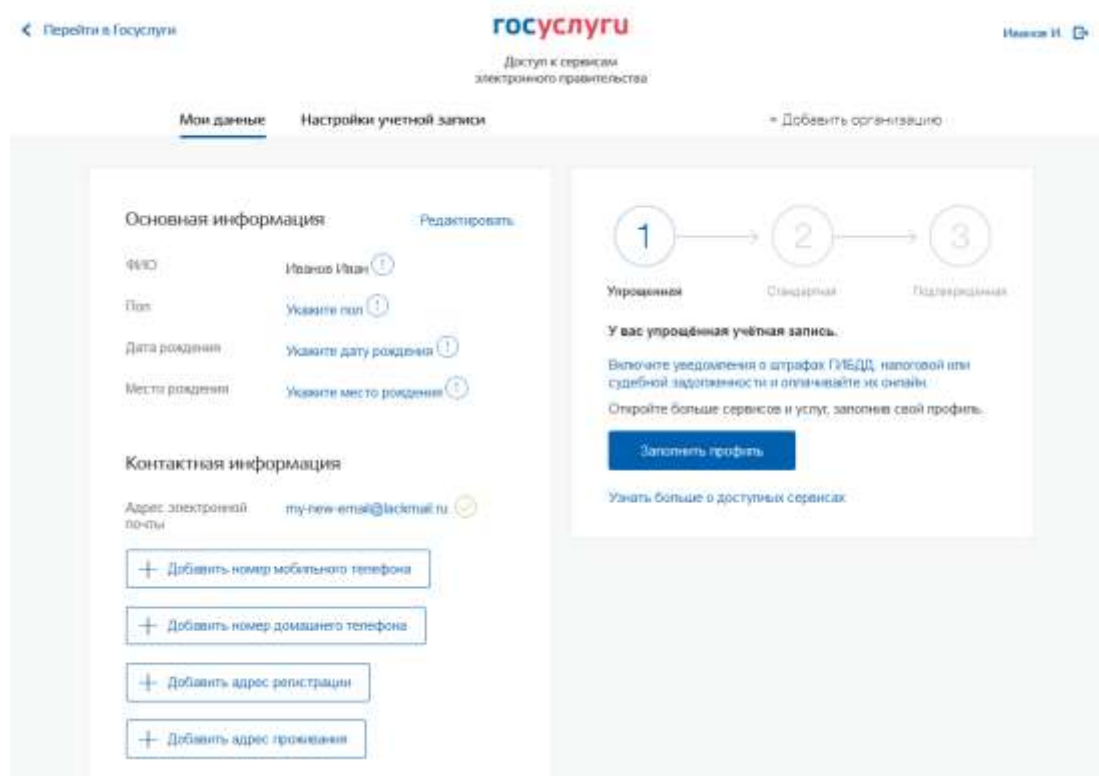 Перейти в Госуслуги
госуслуги
Иванов И.
Доступ к сервисам
электронного правительства
Мои данные
Настройки учетной записи
+ Добавить организацию
Основная информация
Редактировать
ФИО
Иванов Иван
Пол
Укажите пол
Дата рождения
Укажите дату рождения
Место рождения
Укажите место рождения
Контактная информация
Адрес электронной
почты
my-new-email@lackmail.ru
+ Добавить номер мобильного телефона
+ Добавить номер домашнего телефона
+ Добавить адрес регистрации
+ Добавить адрес проживания
1
2
3
Упрощенная
Стандартная
Подтвержденная
У вас упрощённая учётная запись.
Включите уведомления о штрафах ГИБДД, налоговой или
судебной задолженности и оплачивайте их онлайн.
Откройте больше сервисов и услуг, заполнив свой профиль.
Заполнить профиль
Узнать больше о доступных сервисах